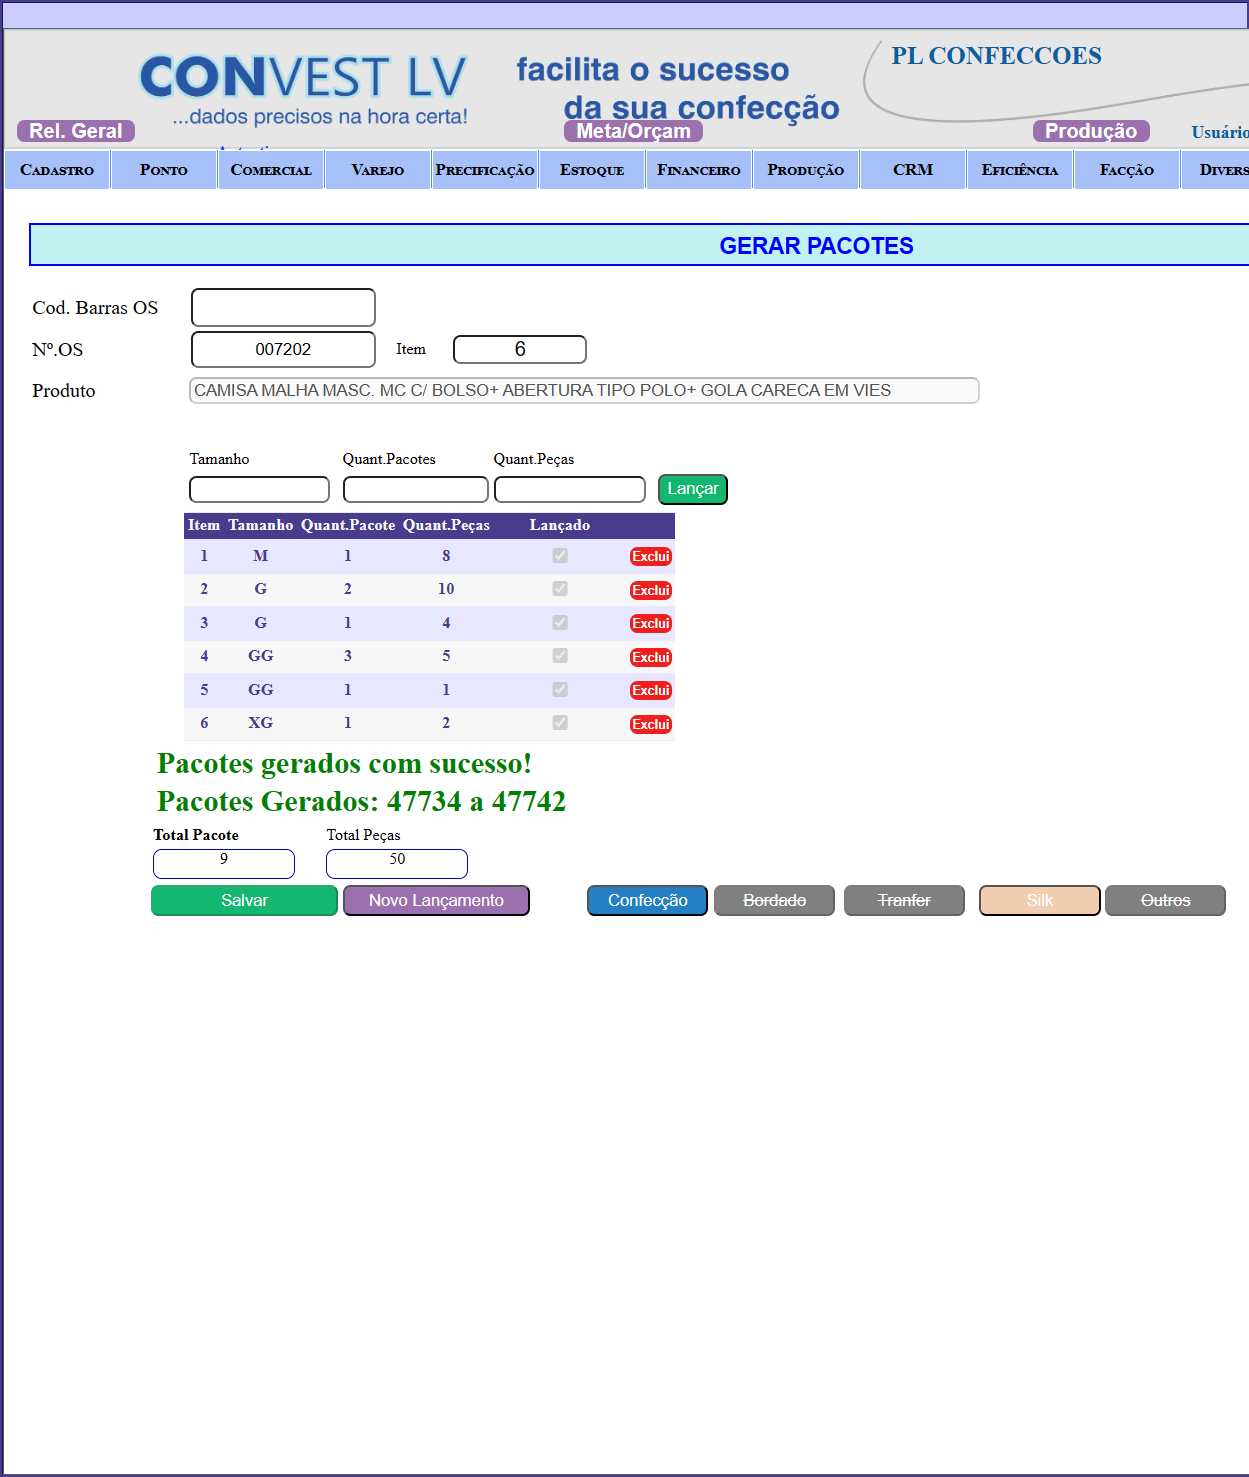 PL CONFECCOES
CONVEST LV
facilita o sucesso
da sua confecção
...dados precisos na hora certa!
Rel. Geral Meta/Orçam Produção
CADASTRO PONTO COMERCIAL VAREJO PRECIFICAÇÃO ESTOQUE FINANCEIRO PRODUÇÃO CRM EFICIÊNCIA FACÇÃO
GERAR PACOTES
Cod. Barras OS
Nº.OS 007202 Item 6
Produto CAMISA MALHA MASC. MC C/ BOLSO+ ABERTURA TIPO POLO+ GOLA CARECA EM VIES
Tamanho Quant.Pacotes Quant.Peças
Lançar
Item Tamanho Quant.Pacote Quant.Peças Lançado
1 M 1 8 Exclui
2 G 2 10 Exclui
3 G 1 4 Exclui
4 GG 3 5 Exclui
5 GG 1 1 Exclui
6 XG 1 2 Exclui
Pacotes gerados com sucesso!
Pacotes Gerados: 47734 a 47742
Total Pacote Total Peças
9 50
Salvar Novo Lançamento Confecção Bordado Tranfer Silk Outros